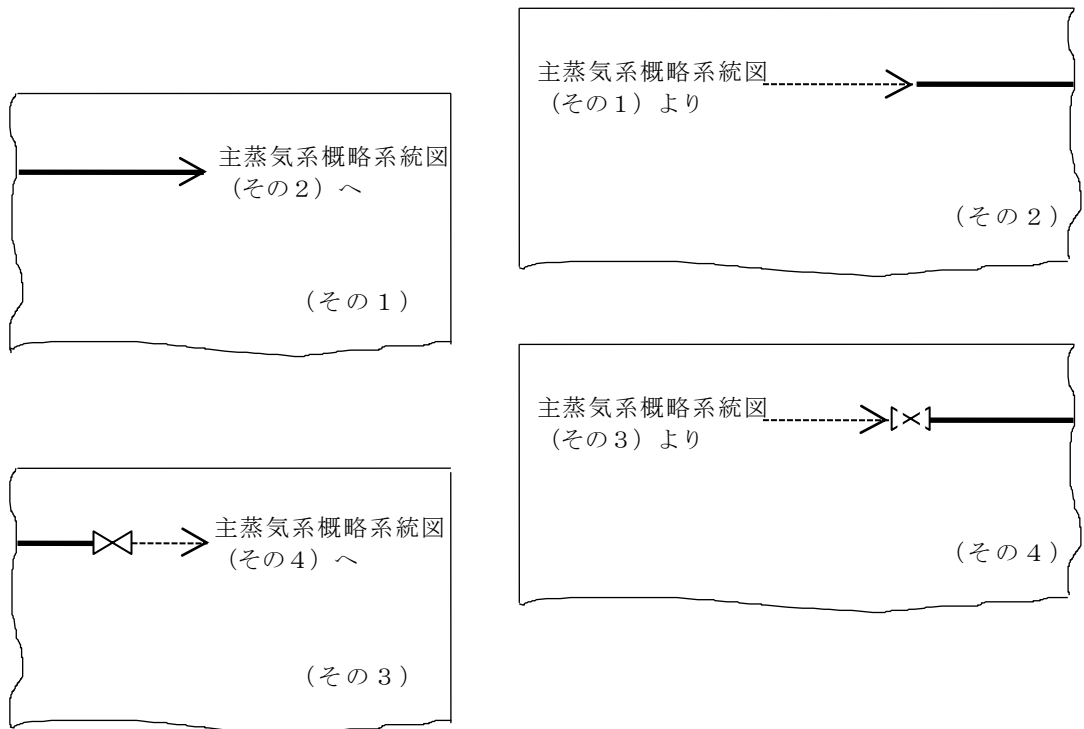 主蒸気系概略系統図
（その２）へ
（その１）
主蒸気系概略系統図
（その１）より
（その２）
主蒸気系概略系統図
（その４）へ
（その３）
主蒸気系概略系統図
（その３）より
（その４）